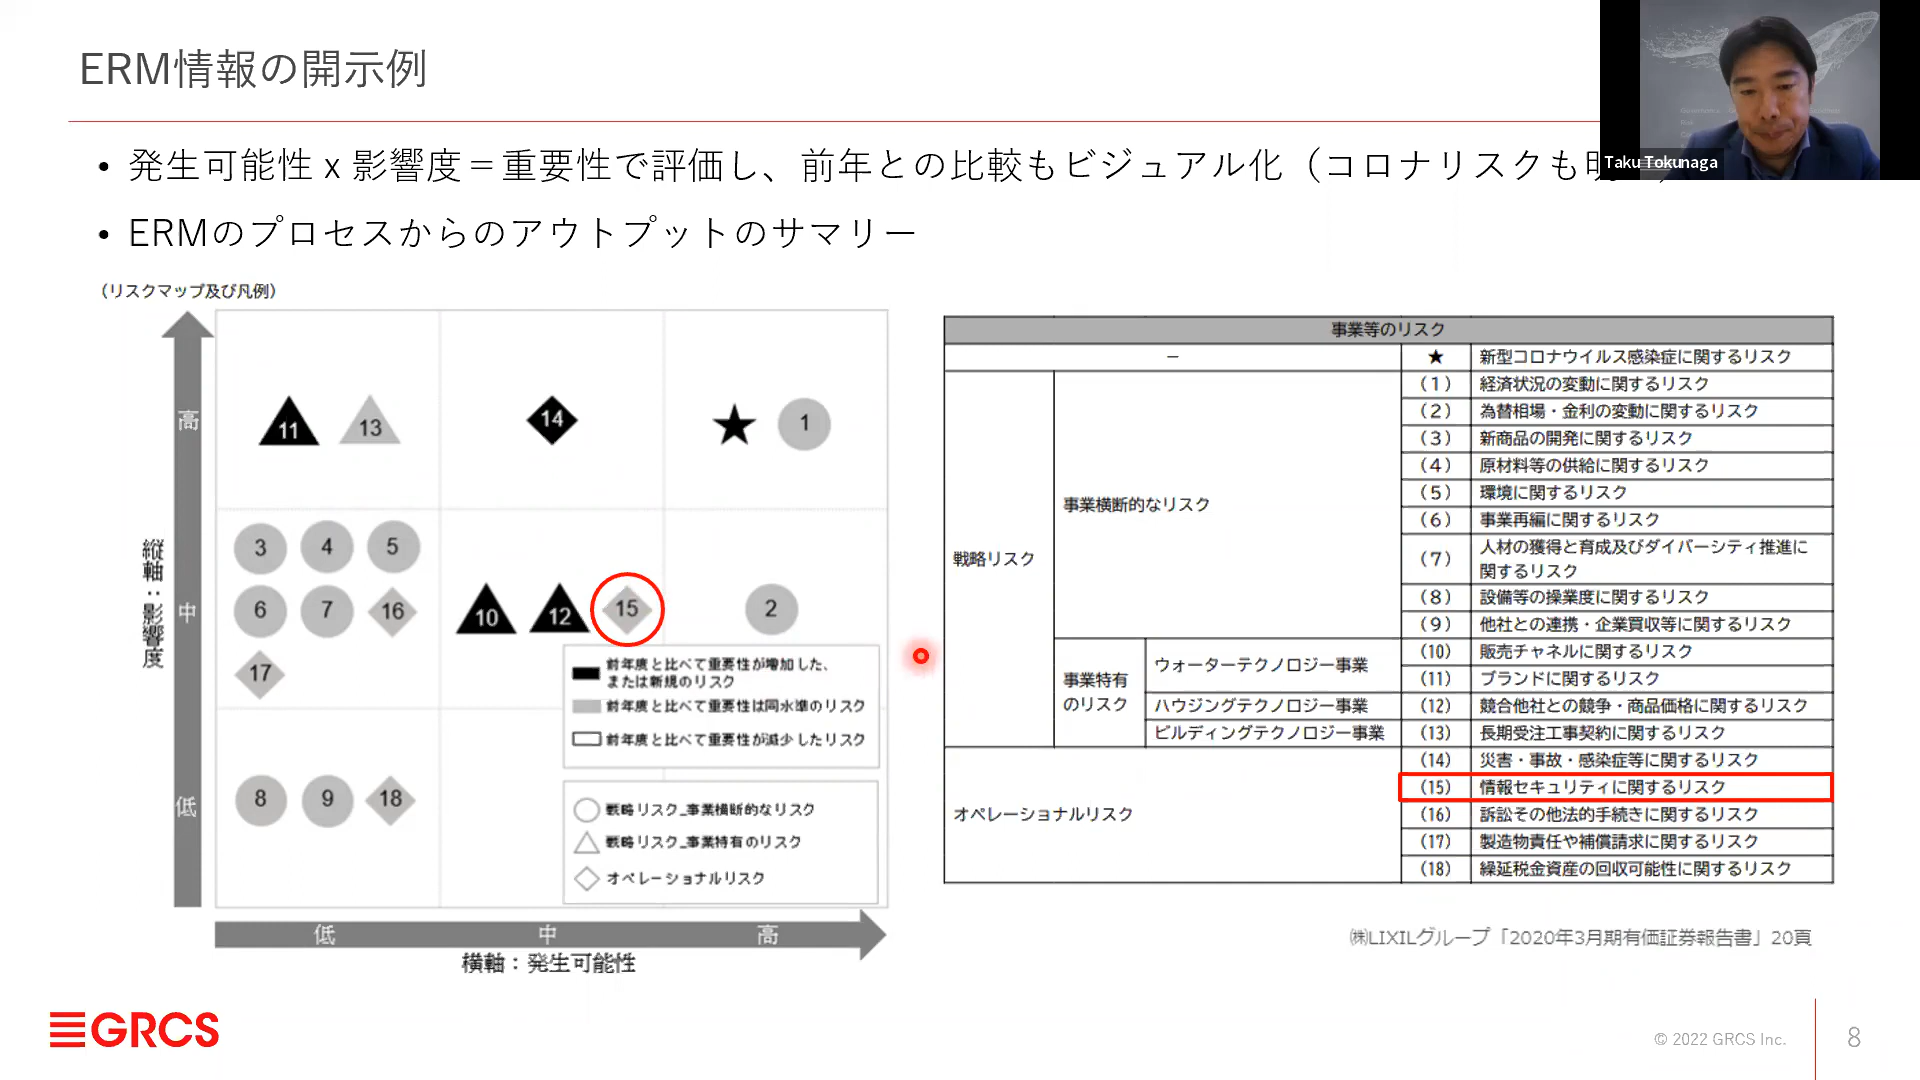 ERM情報の開示例
• 発生可能性 x 影響度＝重要性で評価し、前年との比較もビジュアル化（コロナリスクも
Taku Tokunaga
• ERMのプロセスからのアウトプットのサマリー
（リスクマップ及び凡例）
縦軸：影響度
高
中
低
11
13
14
★
1
3
4
5
6
7
16
17
10
12
15
2
8
9
18
前年度と比べて重要性が増加した、
または新規のリスク
前年度と比べて重要性は同水準のリスク
前年度と比べて重要性が減少したリスク
戦略リスク_事業横断的なリスク
戦略リスク_事業特有のリスク
オペレーショナルリスク
低
中
高
横軸：発生可能性
事業等のリスク
－
★ 新型コロナウイルス感染症に関するリスク
戦略リスク
事業横断的なリスク
（1） 経済状況の変動に関するリスク
（2） 為替相場・金利の変動に関するリスク
（3） 新商品の開発に関するリスク
（4） 原材料等の供給に関するリスク
（5） 環境に関するリスク
（6） 事業再編に関するリスク
（7） 人材の獲得と育成及びダイバーシティ推進に
関するリスク
（8） 設備等の操業度に関するリスク
（9） 他社との連携・企業買収等に関するリスク
事業特有
のリスク
ウォーターテクノロジー事業
（10） 販売チャネルに関するリスク
（11） ブランドに関するリスク
ハウジングテクノロジー事業
（12） 競合他社との競争・商品価格に関するリスク
ビルディングテクノロジー事業
（13） 長期受注工事契約に関するリスク
オペレーショナルリスク
（14） 災害・事故・感染症等に関するリスク
（15） 情報セキュリティに関するリスク
（16） 訴訟その他法的手続きに関するリスク
（17） 製造物責任や補償請求に関するリスク
（18） 繰延税金資産の回収可能性に関するリスク
㈱LIXILグループ「2020年3月期有価証券報告書」20頁
GRCS
© 2022 GRCS Inc.
8